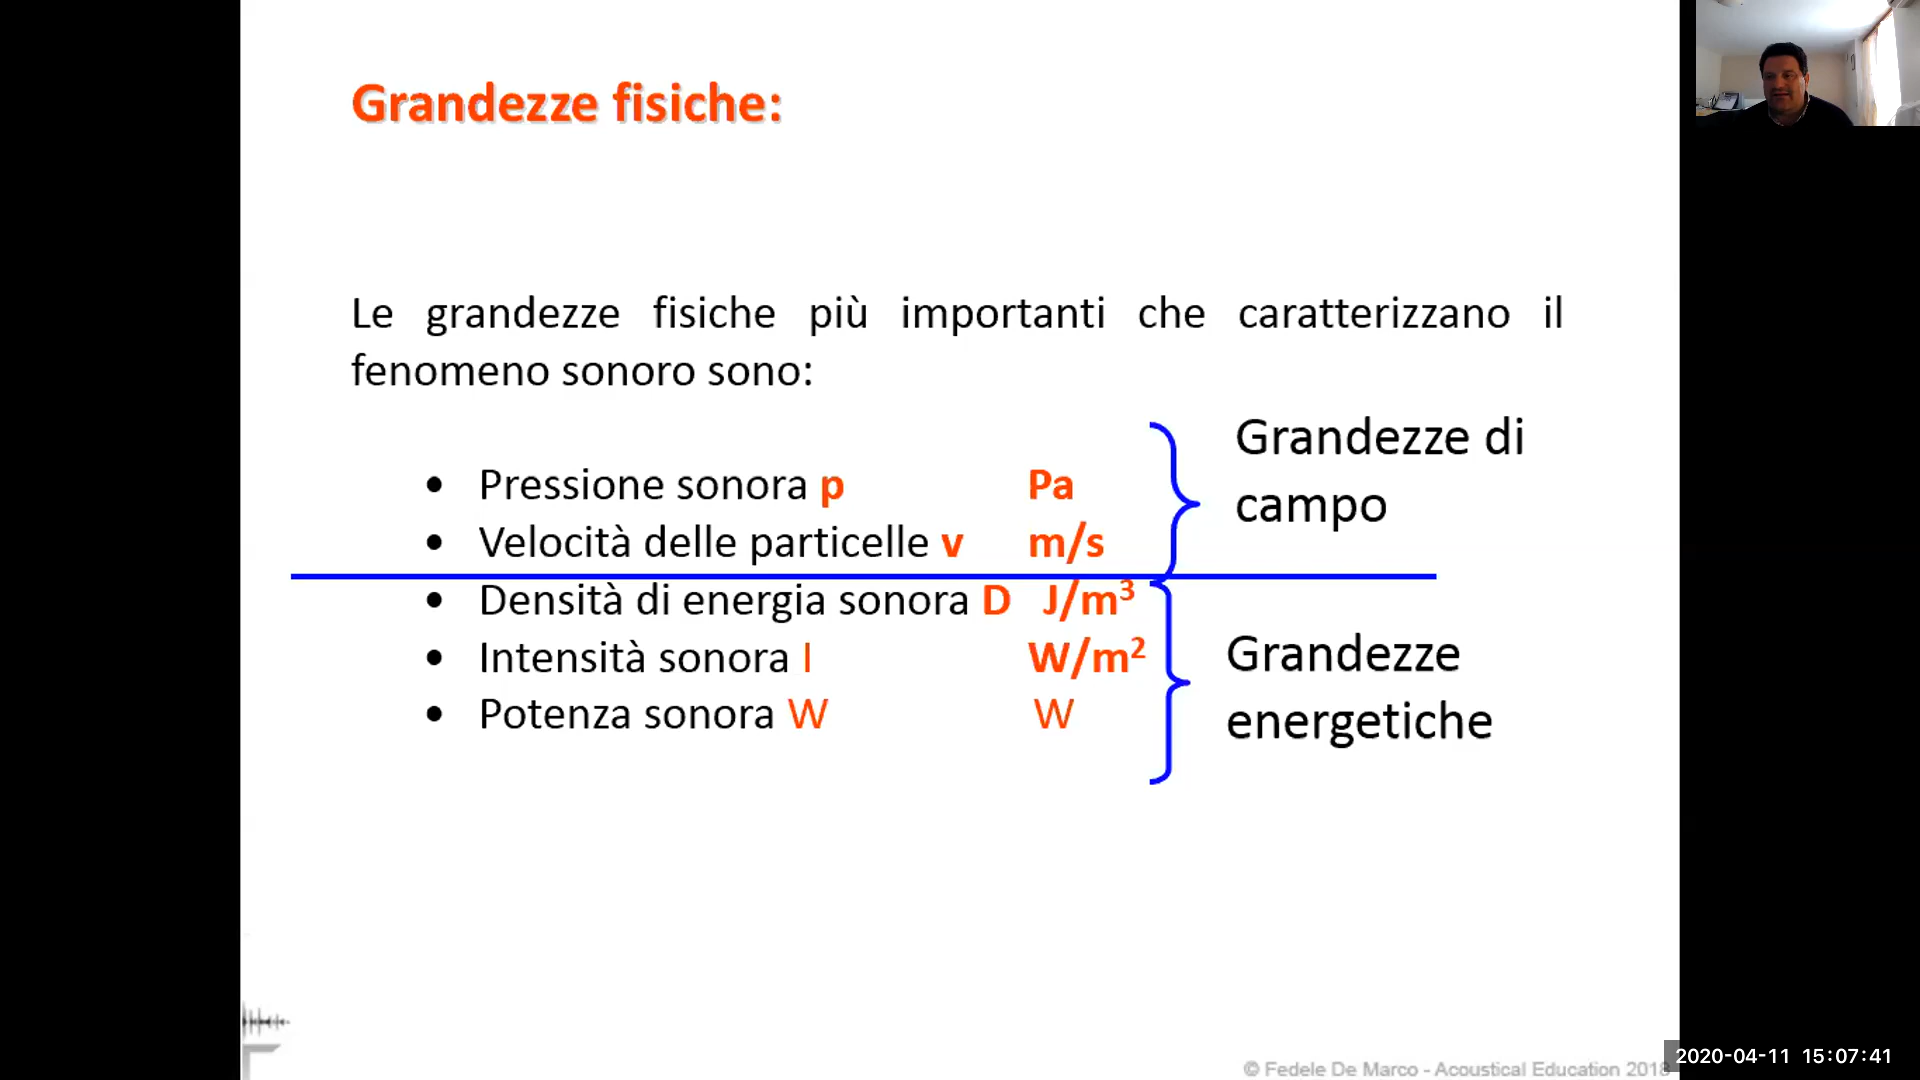 Grandezze fisiche:
Le grandezze fisiche più importanti che caratterizzano il
fenomeno sonoro sono:
Grandezze di
campo
• Pressione sonora p Pa
• Velocità delle particelle v m/s
• Densità di energia sonora D J/m³
• Intensità sonora I W/m²
• Potenza sonora W W
Grandezze
energetiche
© Fedele De Marco - Acoustical Education 2018
2020-04-11 15:07:41